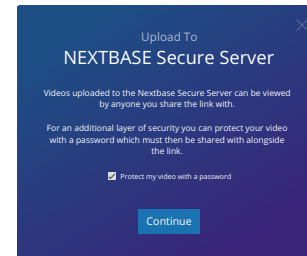 Upload To
NEXTBASE Secure Server
Videos uploaded to the Nextbase Secure Server can be viewed
by anyone you share the link with.
For an additional layer of security you can protect your video
with a password which must then be shared with alongside
the link.
Protect my video with a password
Continue